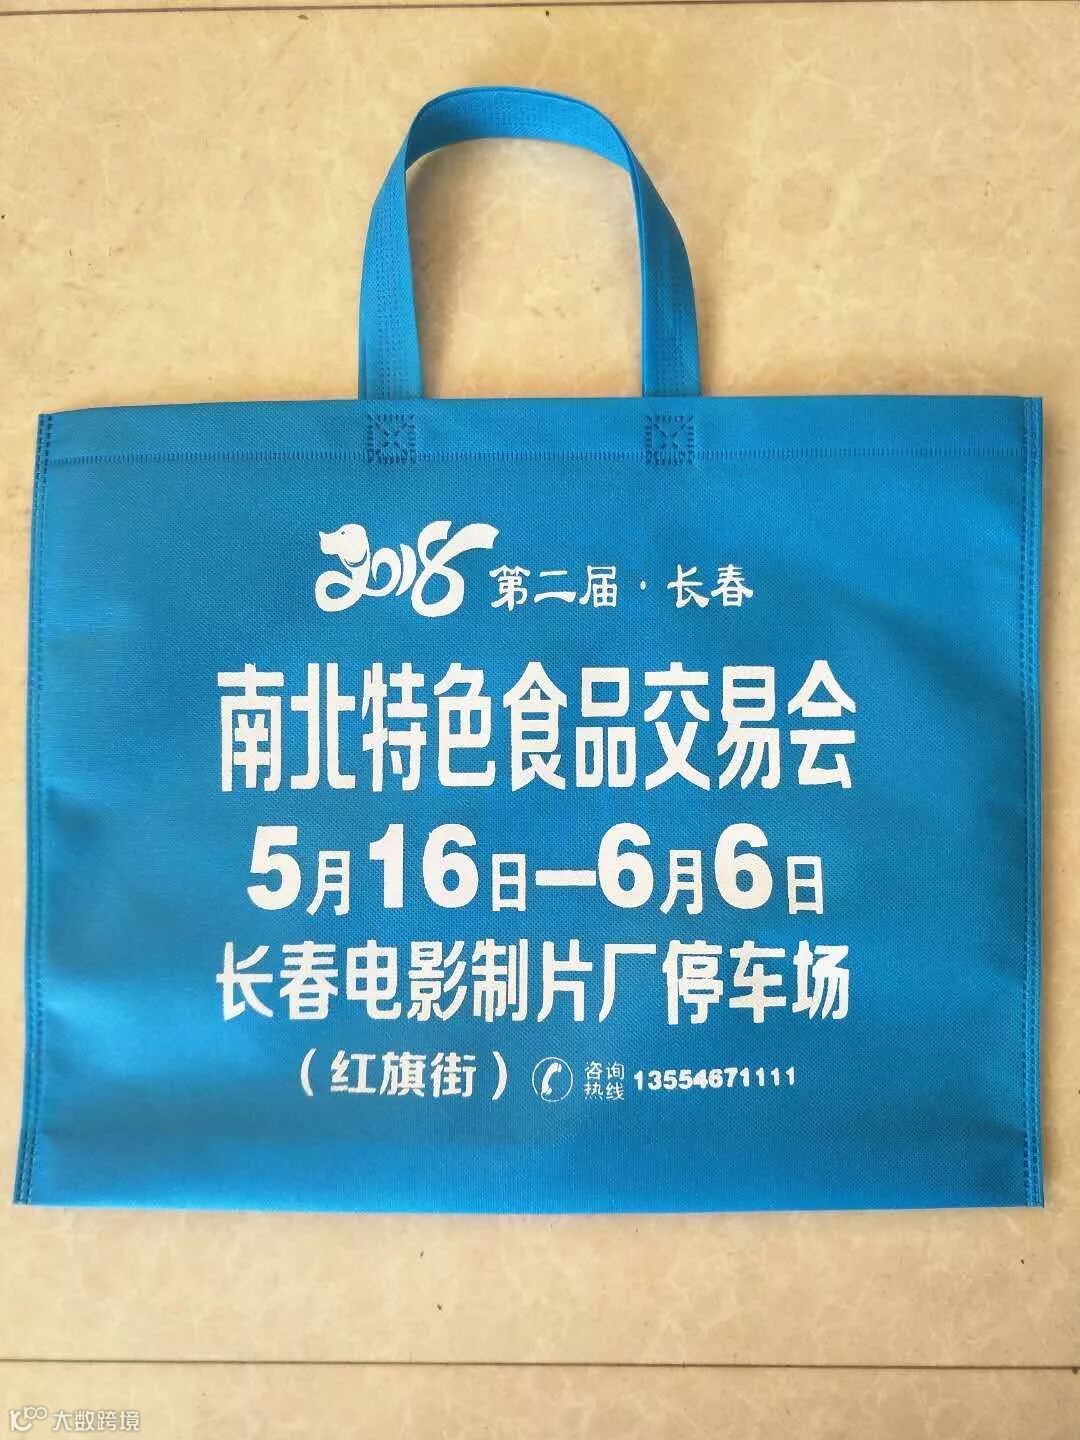 2018 第二届·长春
南北特色食品交易会
5月16日—6月6日
长春电影制片厂停车场
（红旗街） 咨询热线 13554671111
大数跨境